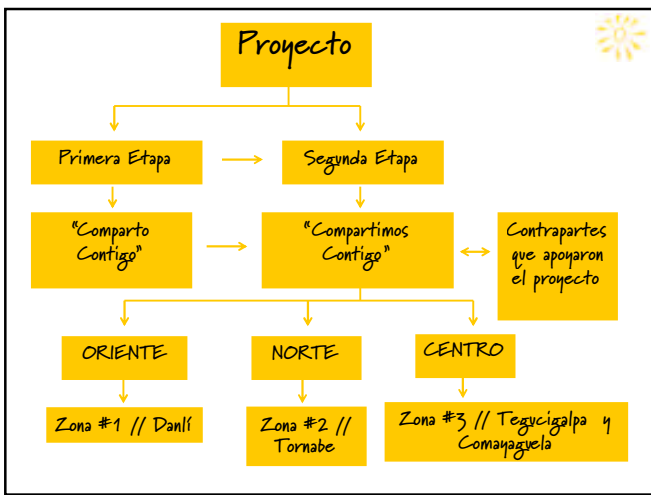 Proyecto
Primera Etapa
Segunda Etapa
"Comparto
Contigo"
"Compartimos
Contigo"
Contrapartes
que apoyaron
el proyecto
ORIENTE
NORTE
CENTRO
Zona #1 // Danlí
Zona #2 //
Tornabe
Zona #3 // Tegucigalpa y
Comayaguela